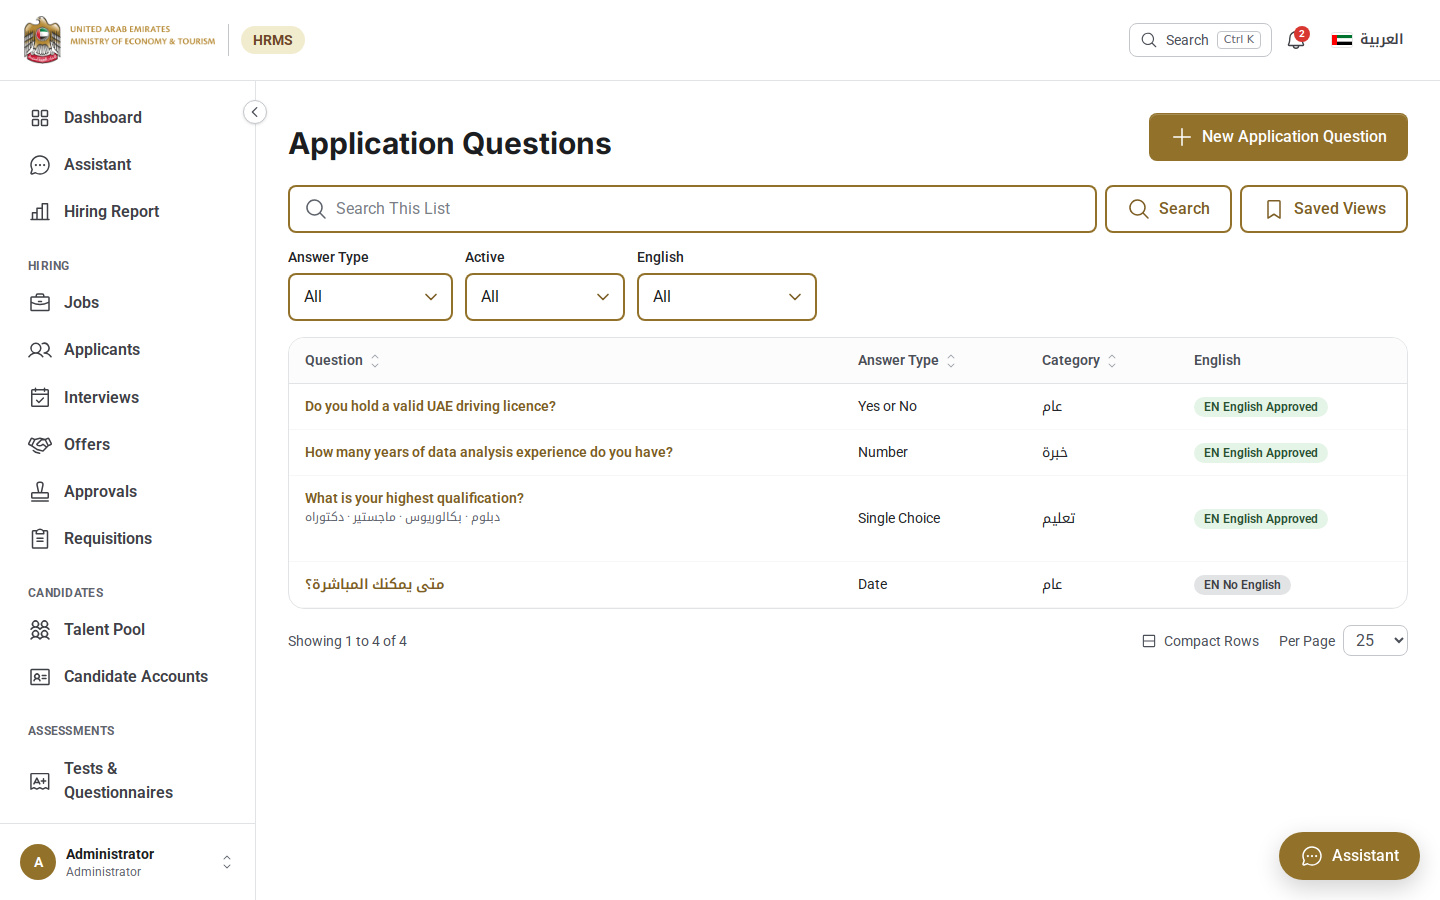 UNITED ARAB EMIRATES
MINISTRY OF ECONOMY & TOURISM
HRMS
Search Ctrl K
2
العربية
Dashboard
Assistant
Hiring Report
HIRING
Jobs
Applicants
Interviews
Offers
Approvals
Requisitions
CANDIDATES
Talent Pool
Candidate Accounts
ASSESSMENTS
Tests &
Questionnaires
A
Administrator
Administrator
Application Questions
New Application Question
Search This List
Search
Saved Views
Answer Type Active English
All All All
Question Answer Type Category English
Do you hold a valid UAE driving licence? Yes or No عام EN English Approved
How many years of data analysis experience do you have? Number خبرة EN English Approved
What is your highest qualification?
دبلوم · بكالوريوس · ماجستير · دكتوراه
Single Choice تعليم EN English Approved
متى يمكنك المباشرة؟ Date عام EN No English
Showing 1 to 4 of 4
Compact Rows Per Page 25
Assistant